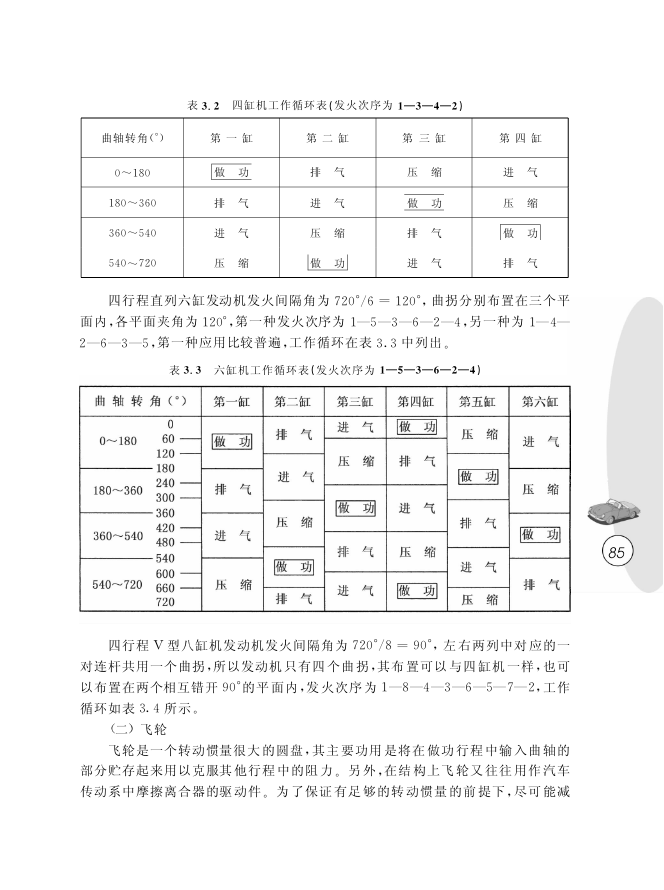 表 3.2 四缸机工作循环表(发火次序为 1—3—4—2)
曲轴转角(°) 第一缸 第二缸 第三缸 第四缸
0～180 做功 排气 压缩 进气
180～360 排气 进气 做功 压缩
360～540 进气 压缩 排气 做功
540～720 压缩 做功 进气 排气
四行程直列六缸发动机发火间隔角为 720°/6 = 120°, 曲拐分别布置在三个平
面内,各平面夹角为 120°,第一种发火次序为 1—5—3—6—2—4,另一种为 1—4—
2—6—3—5,第一种应用比较普遍,工作循环在表 3.3 中列出。
表 3.3 六缸机工作循环表(发火次序为 1—5—3—6—2—4)
曲轴转角(°) 第一缸 第二缸 第三缸 第四缸 第五缸 第六缸
0
0～180 60 做功 排气 进气 做功 压缩 进气
120 压缩 排气
180 进气 做功
180～360 240 排气 压缩
300 做功 进气
360 压缩 排气
360～540 420 进气 做功
480 排气 压缩
540 做功 进气
540～720 600 压缩 排气
660 进气 做功
720 排气 压缩
85
四行程 V 型八缸机发动机发火间隔角为 720°/8 = 90°, 左右两列中对应的一
对连杆共用一个曲拐,所以发动机只有四个曲拐,其布置可以与四缸机一样,也可
以布置在两个相互错开 90°的平面内,发火次序为 1—8—4—3—6—5—7—2,工作
循环如表 3.4 所示。
(二) 飞轮
飞轮是一个转动惯量很大的圆盘,其主要功用是将在做功行程中输入曲轴的
部分贮存起来用以克服其他行程中的阻力。另外,在结构上飞轮又往往用作汽车
传动系中摩擦离合器的驱动件。为了保证有足够的转动惯量的前提下,尽可能减